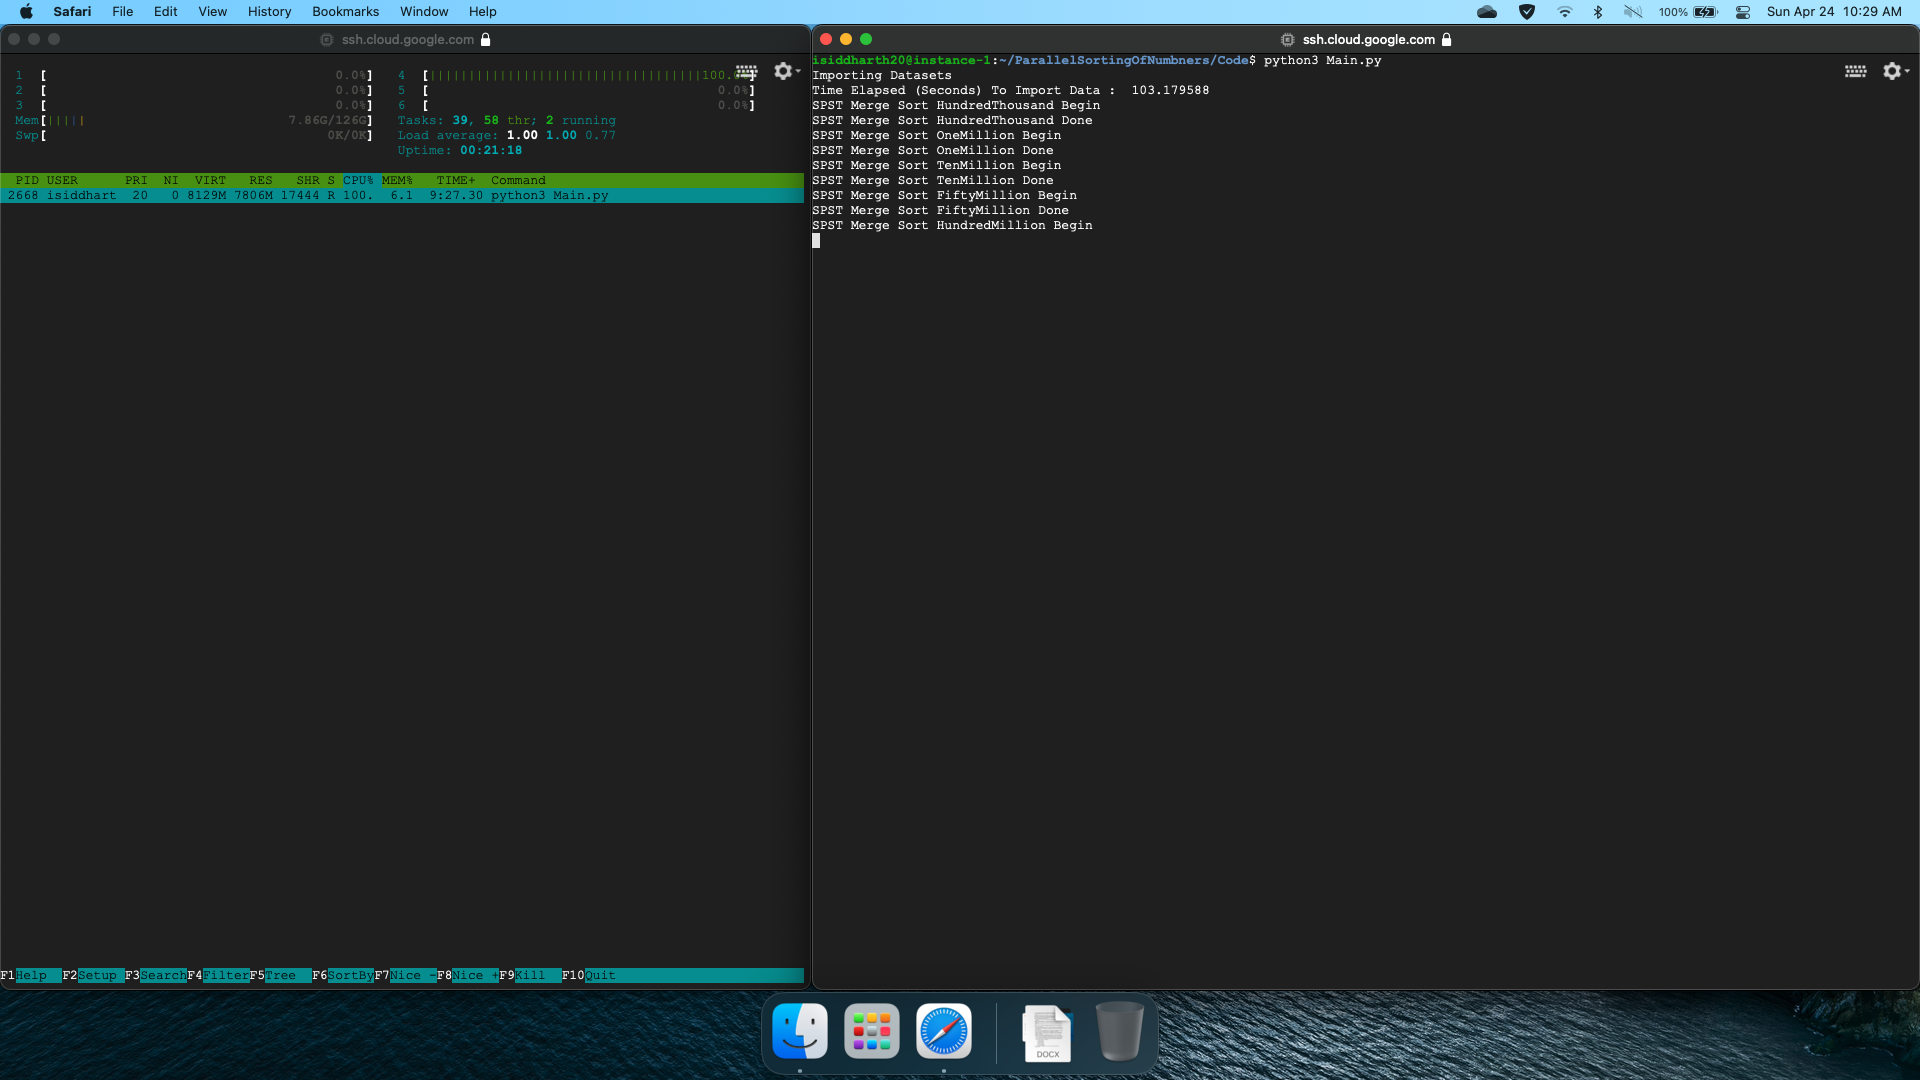 Safari File Edit View History Bookmarks Window Help 100% Sun Apr 24 10:29 AM
ssh.cloud.google.com
1 [ 0.0%] 4 [||||||||||||||||||||||||||||||||||||100.
2 [ 0.0%] 5 [ 0.0%]
3 [ 0.0%] 6 [ 0.0%]
Mem[||||| 7.86G/126G] Tasks: 39, 58 thr; 2 running
Swp[ 0K/0K] Load average: 1.00 1.00 0.77
Uptime: 00:21:18
PID USER PRI NI VIRT RES SHR S CPU% MEM% TIME+ Command
2668 isiddhart 20 0 8129M 7806M 17444 R 100. 6.1 9:27.30 python3 Main.py
F1Help F2Setup F3SearchF4FilterF5Tree F6SortByF7Nice -F8Nice +F9Kill F10Quit
ssh.cloud.google.com
isiddharth20@instance-1:~/ParallelSortingOfNumbners/Code$ python3 Main.py
Importing Datasets
Time Elapsed (Seconds) To Import Data : 103.179588
SPST Merge Sort HundredThousand Begin
SPST Merge Sort HundredThousand Done
SPST Merge Sort OneMillion Begin
SPST Merge Sort OneMillion Done
SPST Merge Sort TenMillion Begin
SPST Merge Sort TenMillion Done
SPST Merge Sort FiftyMillion Begin
SPST Merge Sort FiftyMillion Done
SPST Merge Sort HundredMillion Begin
DOCX